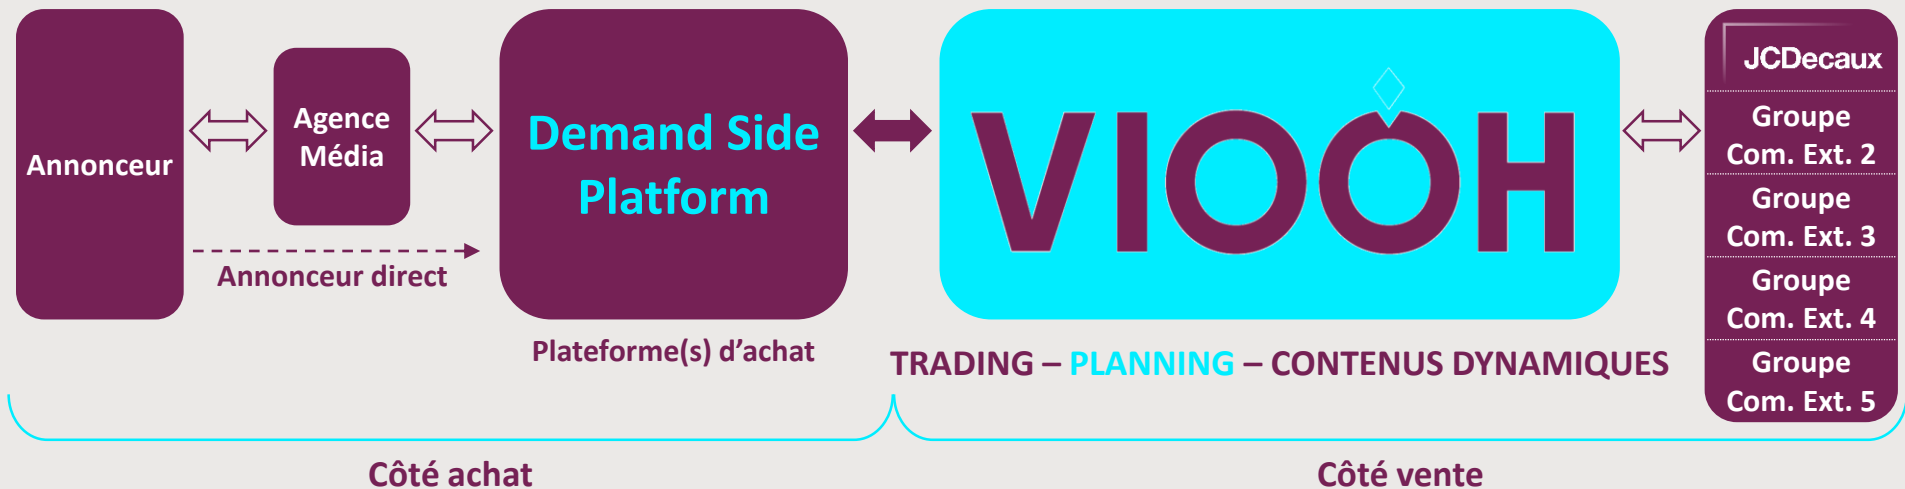 Annonceur
Agence
Média
Annonceur direct
Demand Side
Platform
Plateforme(s) d’achat
VIOOH
TRADING – PLANNING – CONTENUS DYNAMIQUES
JCDecaux
Groupe
Com. Ext. 2
Groupe
Com. Ext. 3
Groupe
Com. Ext. 4
Groupe
Com. Ext. 5
Côté achat
Côté vente